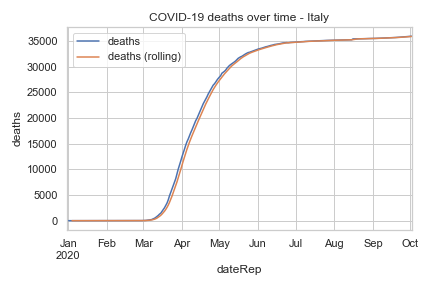 COVID-19 deaths over time - Italy
deaths
deaths (rolling)
35000
30000
25000
20000
15000
10000
5000
0
deaths
Jan Feb Mar Apr May Jun Jul Aug Sep Oct
2020
dateRep